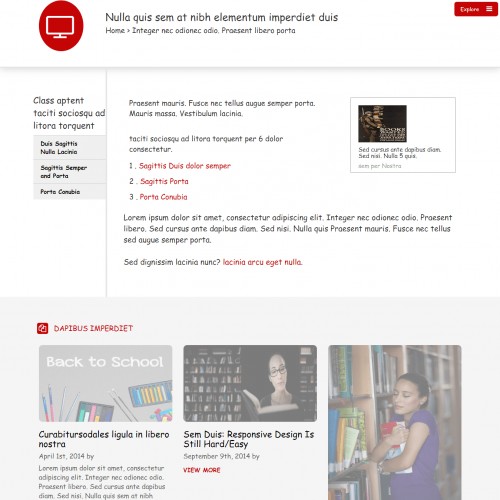 Nulla quis sem at nibh elementum imperdiet duis
Explore
Home > Integer nec odionec odio. Praesent libero porta
Class aptent
taciti sociosqu ad
litora torquent
Duis Sagittis
Nulla Lacinia
Sagittis Semper
and Porta
Porta Conubia
Praesent mauris. Fusce nec tellus augue semper porta.
Mauris massa. Vestibulum lacinia.
taciti sociosqu ad litora torquent per 6 dolor
consectetur.
1 . Sagittis Duis dolor semper
2 . Sagittis Porta
3 . Porta Conubia
BOOKS
Sed cursus ante dapibus diam.
Sed nisi. Nulla 5 quis.
sem per Nostra
Lorem ipsum dolor sit amet, consectetur adipiscing elit. Integer nec odionec odio. Praesent
libero. Sed cursus ante dapibus diam. Sed nisi. Nulla quis Praesent mauris. Fusce nec tellus
sed augue semper porta.
Sed dignissim lacinia nunc? lacinia arcu eget nulla.
DAPIBUS IMPERDIET
Back to School
Curabitursodales ligula in libero
nostra
April 1st, 2014 by
Lorem ipsum dolor sit amet, consectetur
adipiscing elit. Integer nec odionec odio.
Praesent libero. Sed cursus ante dapibus
diam. Sed nisi. Nulla quis sem at nibh
Sem Duis: Responsive Design Is
Still Hard/Easy
September 9th, 2014 by
VIEW MORE